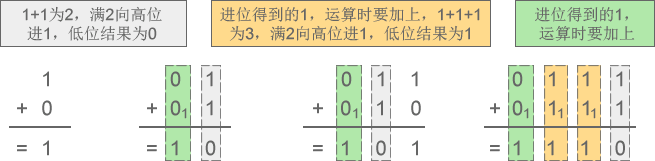 1+1为2，满2向高位
进1，低位结果为0
进位得到的1，运算时要加上，1+1+1
为3，满2向高位进1，低位结果为1
进位得到的1，
运算时要加上
1
+ 0
= 1
0 1
+ 0₁ 1
= 1 0
0 1 1
+ 0₁ 1 0
= 1 0 1
0 1 1 1
+ 0₁ 1₁ 1₁ 1
= 1 1 1 0